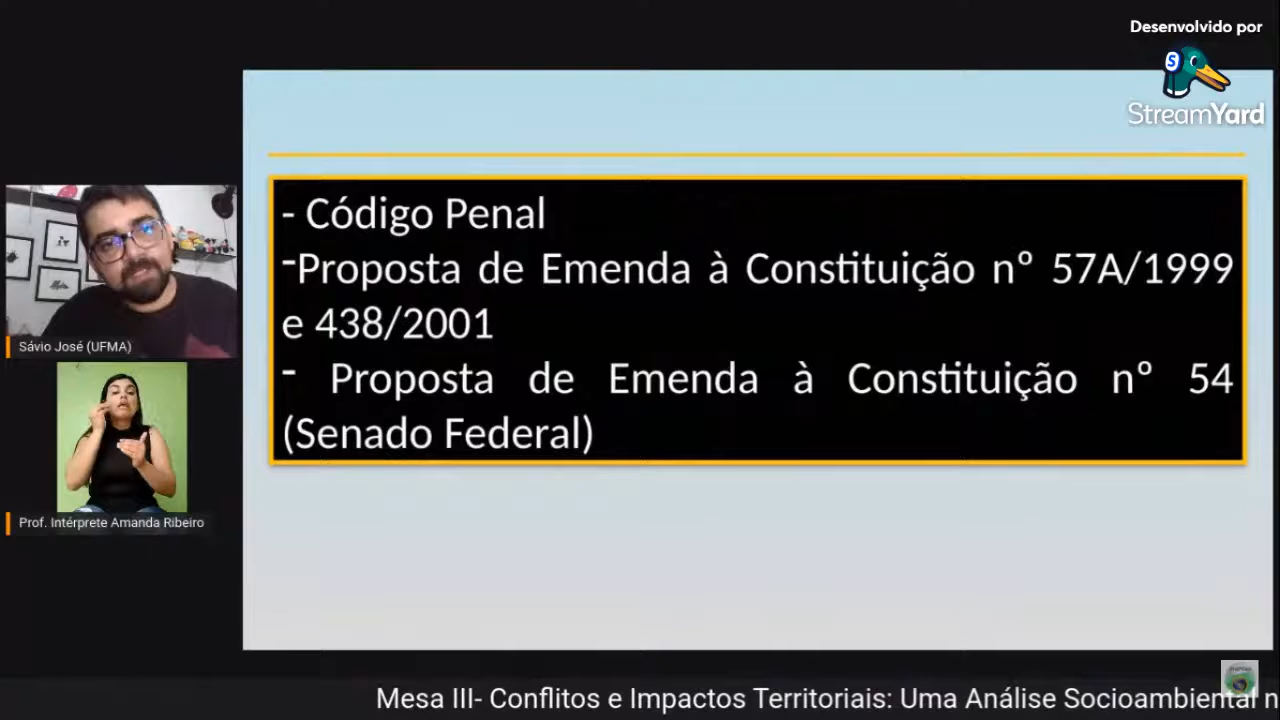 Desenvolvido por
StreamYard
- Código Penal
-Proposta de Emenda à Constituição nº 57A/1999
e 438/2001
- Proposta de Emenda à Constituição nº 54
(Senado Federal)
Sávio José (UFMA)
Prof. Intérprete Amanda Ribeiro
Mesa III- Conflitos e Impactos Territoriais: Uma Análise Socioambiental n